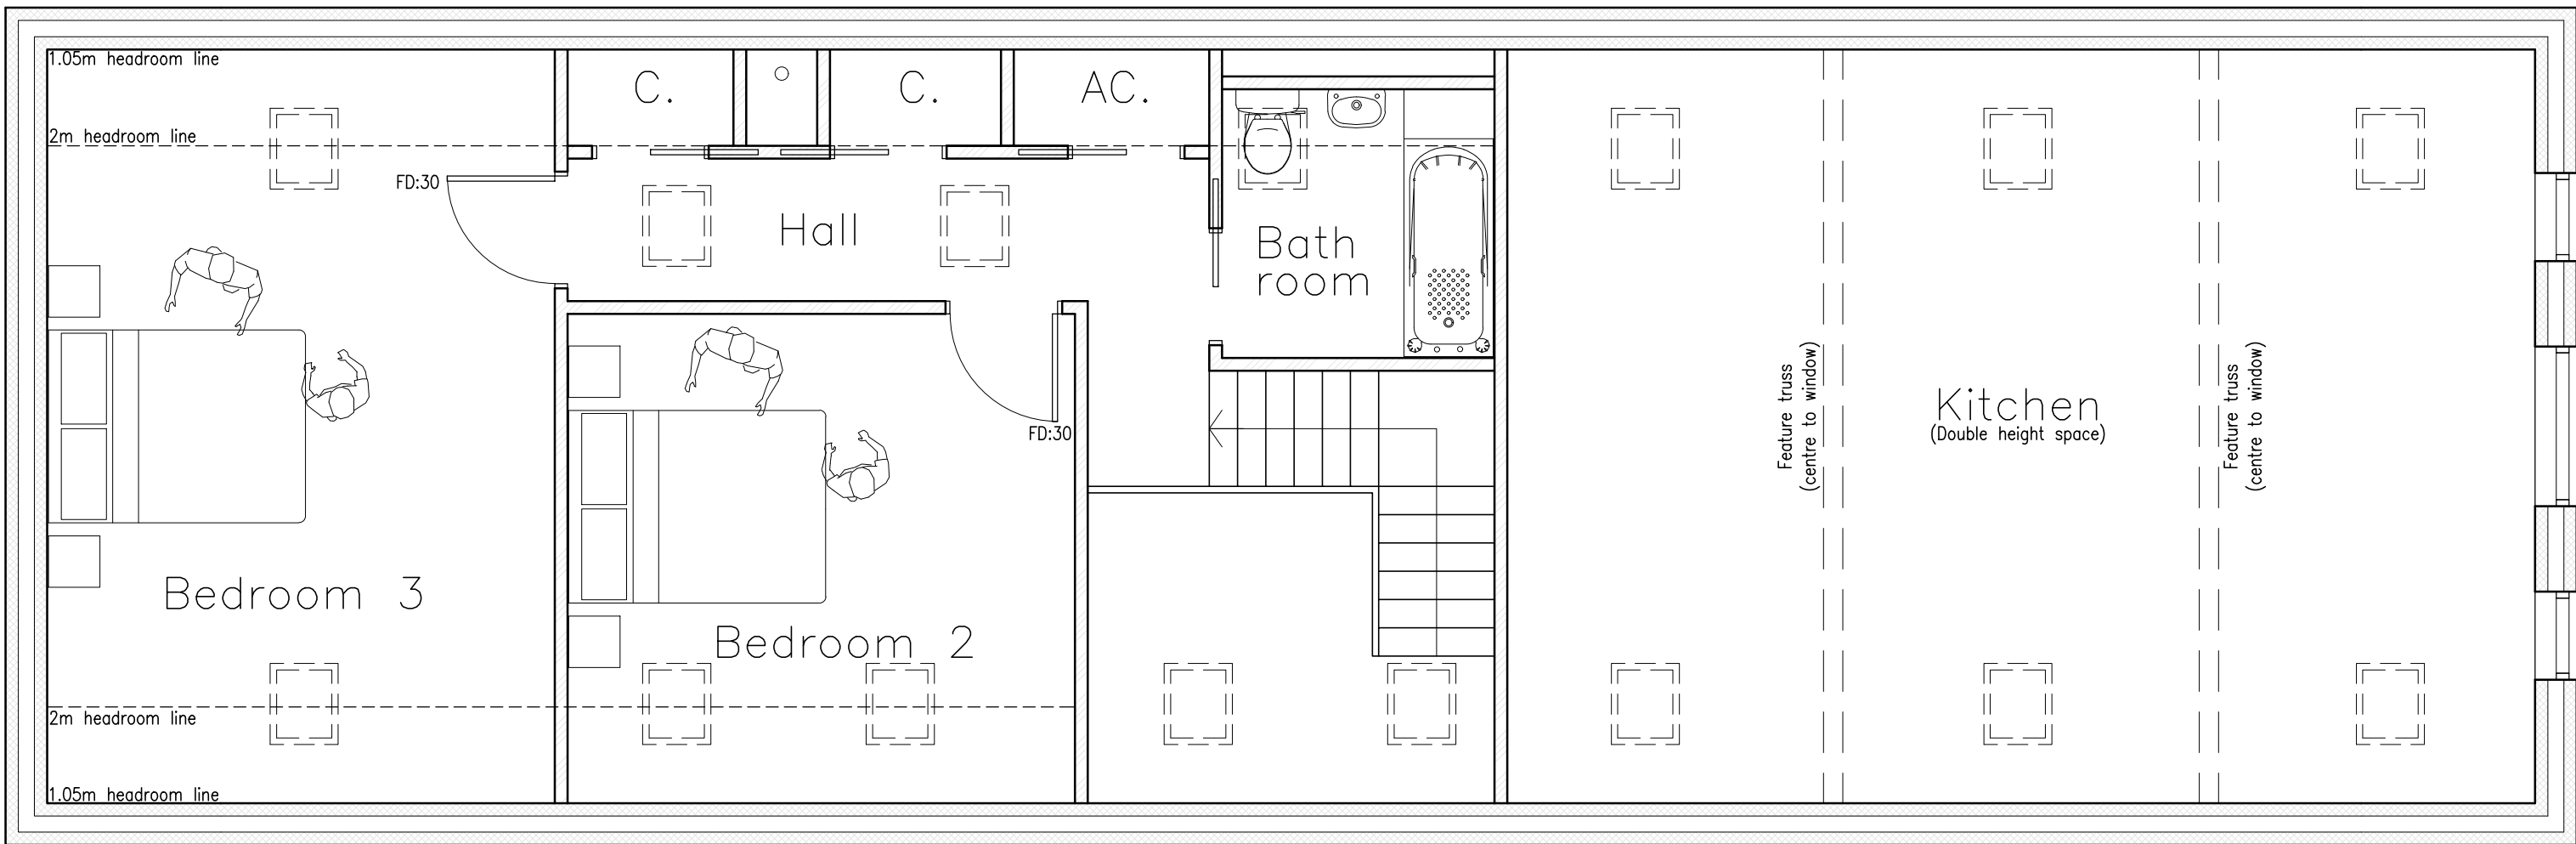 1.05m headroom line
C.
C.
AC.
2m headroom line
FD:30
Hall
Bath
room
Feature truss
(centre to window)
Kitchen
(Double height space)
Feature truss
(centre to window)
FD:30
Bedroom 3
Bedroom 2
2m headroom line
1.05m headroom line